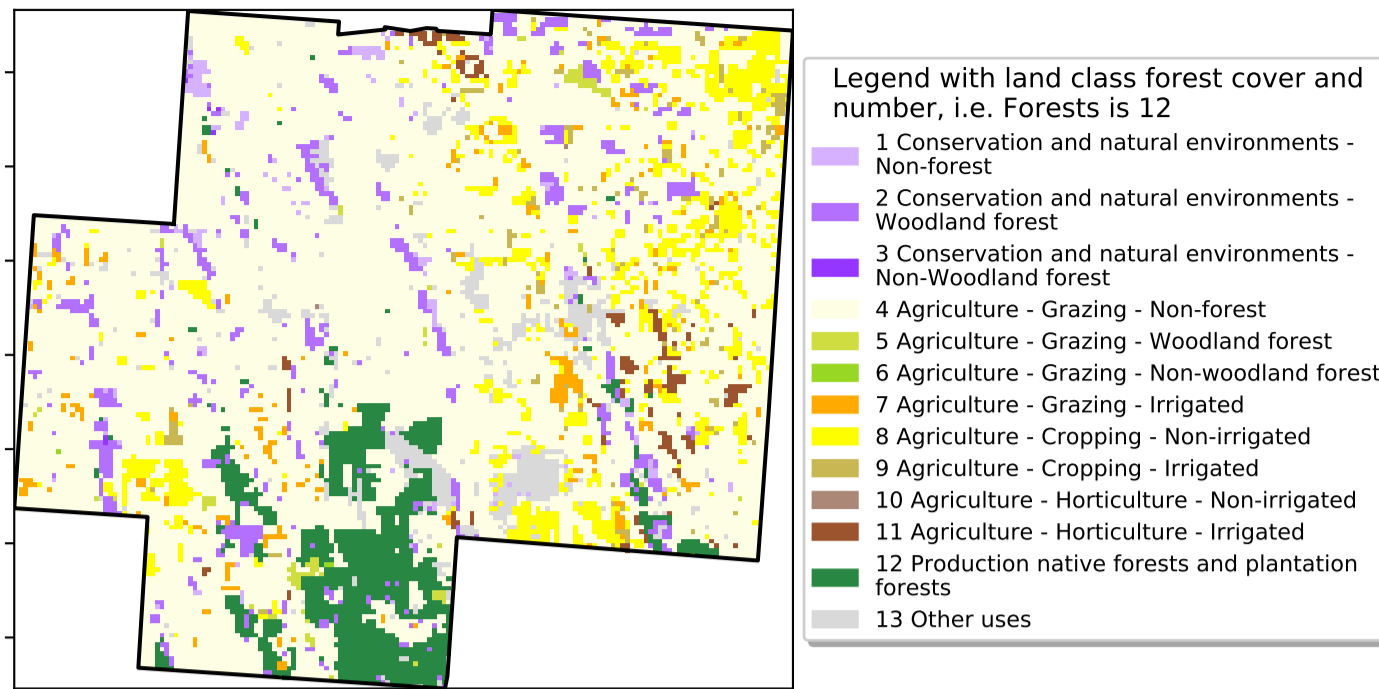 Legend with land class forest cover and
number, i.e. Forests is 12
1 Conservation and natural environments -
Non-forest
2 Conservation and natural environments -
Woodland forest
3 Conservation and natural environments -
Non-Woodland forest
4 Agriculture - Grazing - Non-forest
5 Agriculture - Grazing - Woodland forest
6 Agriculture - Grazing - Non-woodland forest
7 Agriculture - Grazing - Irrigated
8 Agriculture - Cropping - Non-irrigated
9 Agriculture - Cropping - Irrigated
10 Agriculture - Horticulture - Non-irrigated
11 Agriculture - Horticulture - Irrigated
12 Production native forests and plantation
forests
13 Other uses